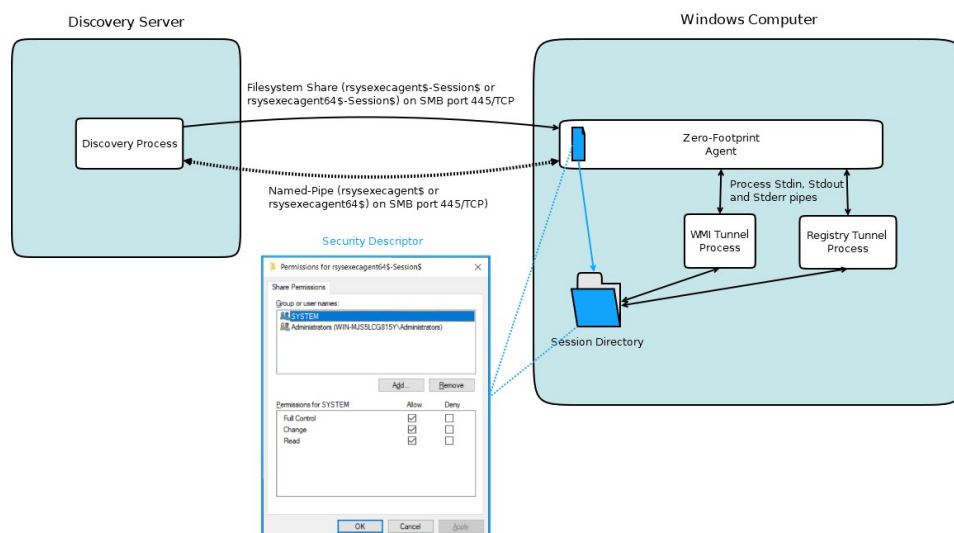 Discovery Server
Windows Computer
Filesystem Share (rsysexecagent$-Session$ or
rsysexecagent64$-Session$) on SMB port 445/TCP
Discovery Process
Zero-Footprint
Agent
Named-Pipe (rsysexecagent$ or
rsysexecagent64$) on SMB port 445/TCP)
Process Stdin, Stdout
and Stderr pipes
WMI Tunnel
Process
Registry Tunnel
Process
Session Directory
Security Descriptor
Permissions for rsysexecagent64$-Session$
Share Permissions
Group or user names:
SYSTEM
Administrators (WIN-MJS5LCG815Y\Administrators)
Add...
Remove
Permissions for SYSTEM
Allow
Deny
Full Control
Change
Read
OK
Cancel
Apply